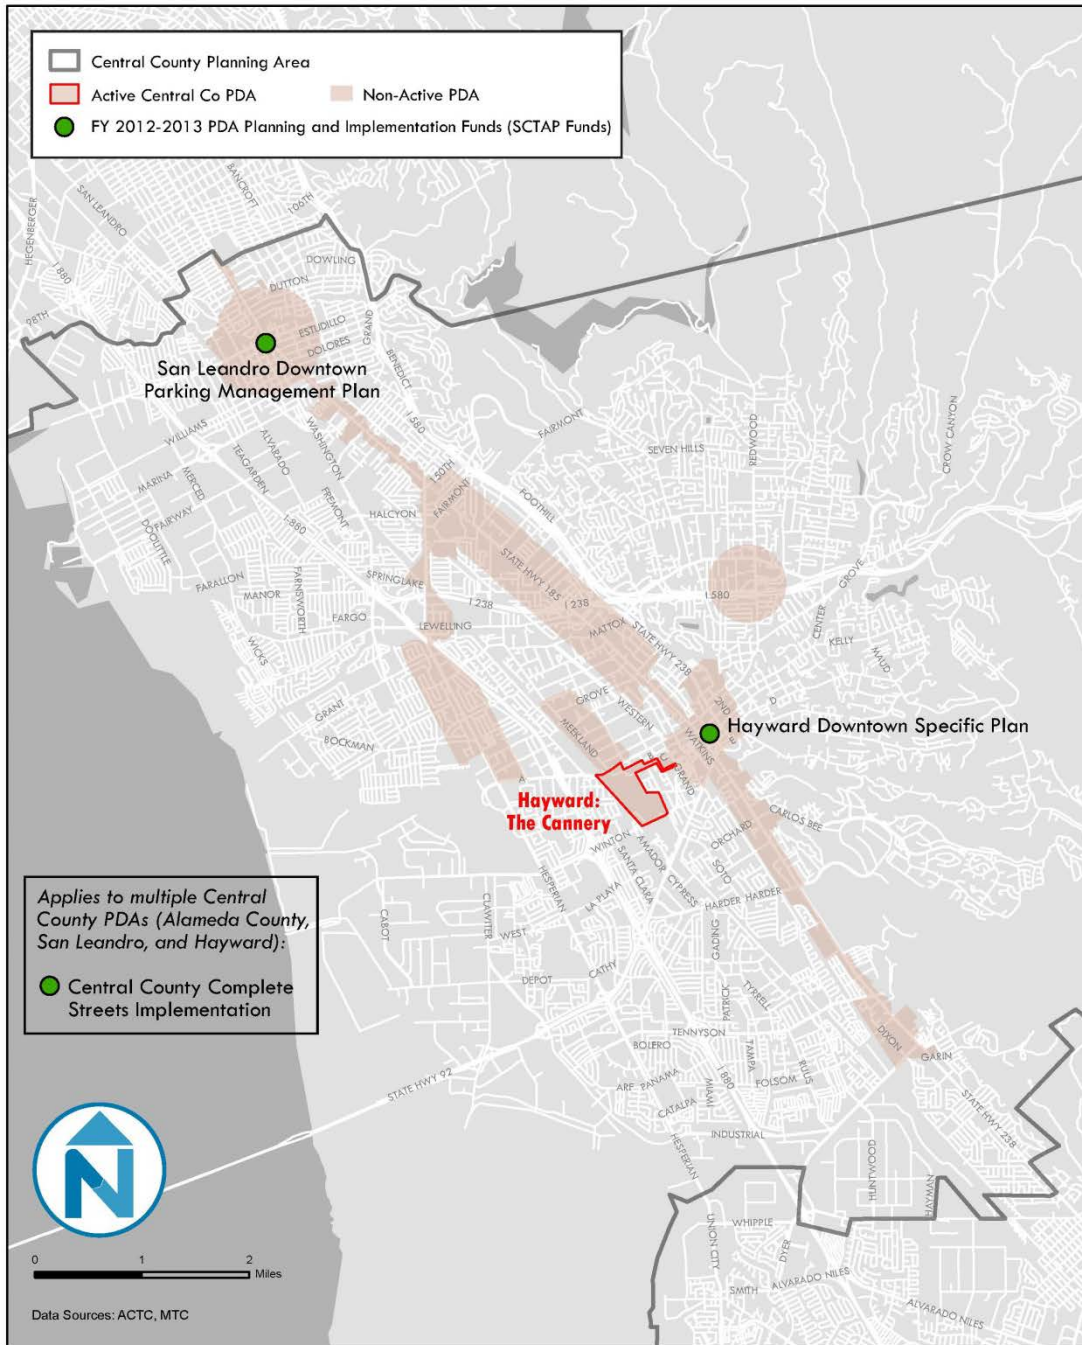 Central County Planning Area
Active Central Co PDA
Non-Active PDA
FY 2012-2013 PDA Planning and Implementation Funds (SCTAP Funds)
HEGENBERGER
SAN LEANDRO
BANCROFT
106TH
I 880
98TH
DOWLING
DUTTON
ESTUDILLO
DOLORES
GRAND
BENEDICT
San Leandro Downtown
Parking Management Plan
I 580
FAIRMONT
SEVEN HILLS
REDWOOD
CROW CANYON
WILLIAMS
ALVARADO
WASHINGTON
TEAGARDEN
MARINA
MERCED
FAIRWAY
DOOLITTLE
FREMONT
I-880
HALCYON
150TH
FAIRMONT
FOOTHILL
STATE HWY 185
FARALLON
MANOR
FARNSWORTH
SPRINGLAKE
FARGO
I 238
LEWELLING
I 238
MATTOX
STATE HWY 238
I 580
GROVE
CENTER
KELLY
MAUD
WICKS
GRANT
BOCKMAN
GROVE
WESTERN
MEEKLAND
2ND
D
E
WATKINS
Hayward Downtown Specific Plan
C
GRAND
A
Hayward:
The Cannery
CARLOS BEE
ORCHARD
WINTON
AMADOR
SANTA CLARA
CYPRESS
SOTO
HARDER
HARDER
LA PLAYA
HESPERIAN
CLAWITER
WEST
CABOT
DEPOT
CATHY
GADING
PATRICK
TYRRELL
Applies to multiple Central
County PDAs (Alameda County,
San Leandro, and Hayward):
Central County Complete
Streets Implementation
TENNYSON
BOLERO
TAMPA
RUUS
DIXON
GARIN
STATE HWY 92
ARF
PANAMA
MIAMI
I 880
FOLSOM
CATALPA
INDUSTRIAL
HESPERIAN
STATE HWY 238
HUNTWOOD
HAYMAN
UNION CITY
WHIPPLE
DYER
SMITH
ALVARADO NILES
ALVARADO NILES
N
0 1 2
Miles
Data Sources: ACTC, MTC